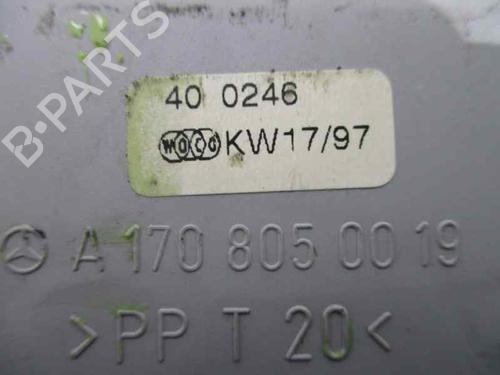 B-PARTS
40 0246
WOCO KW17/97
A 170 805 00 19
>PP T 20<